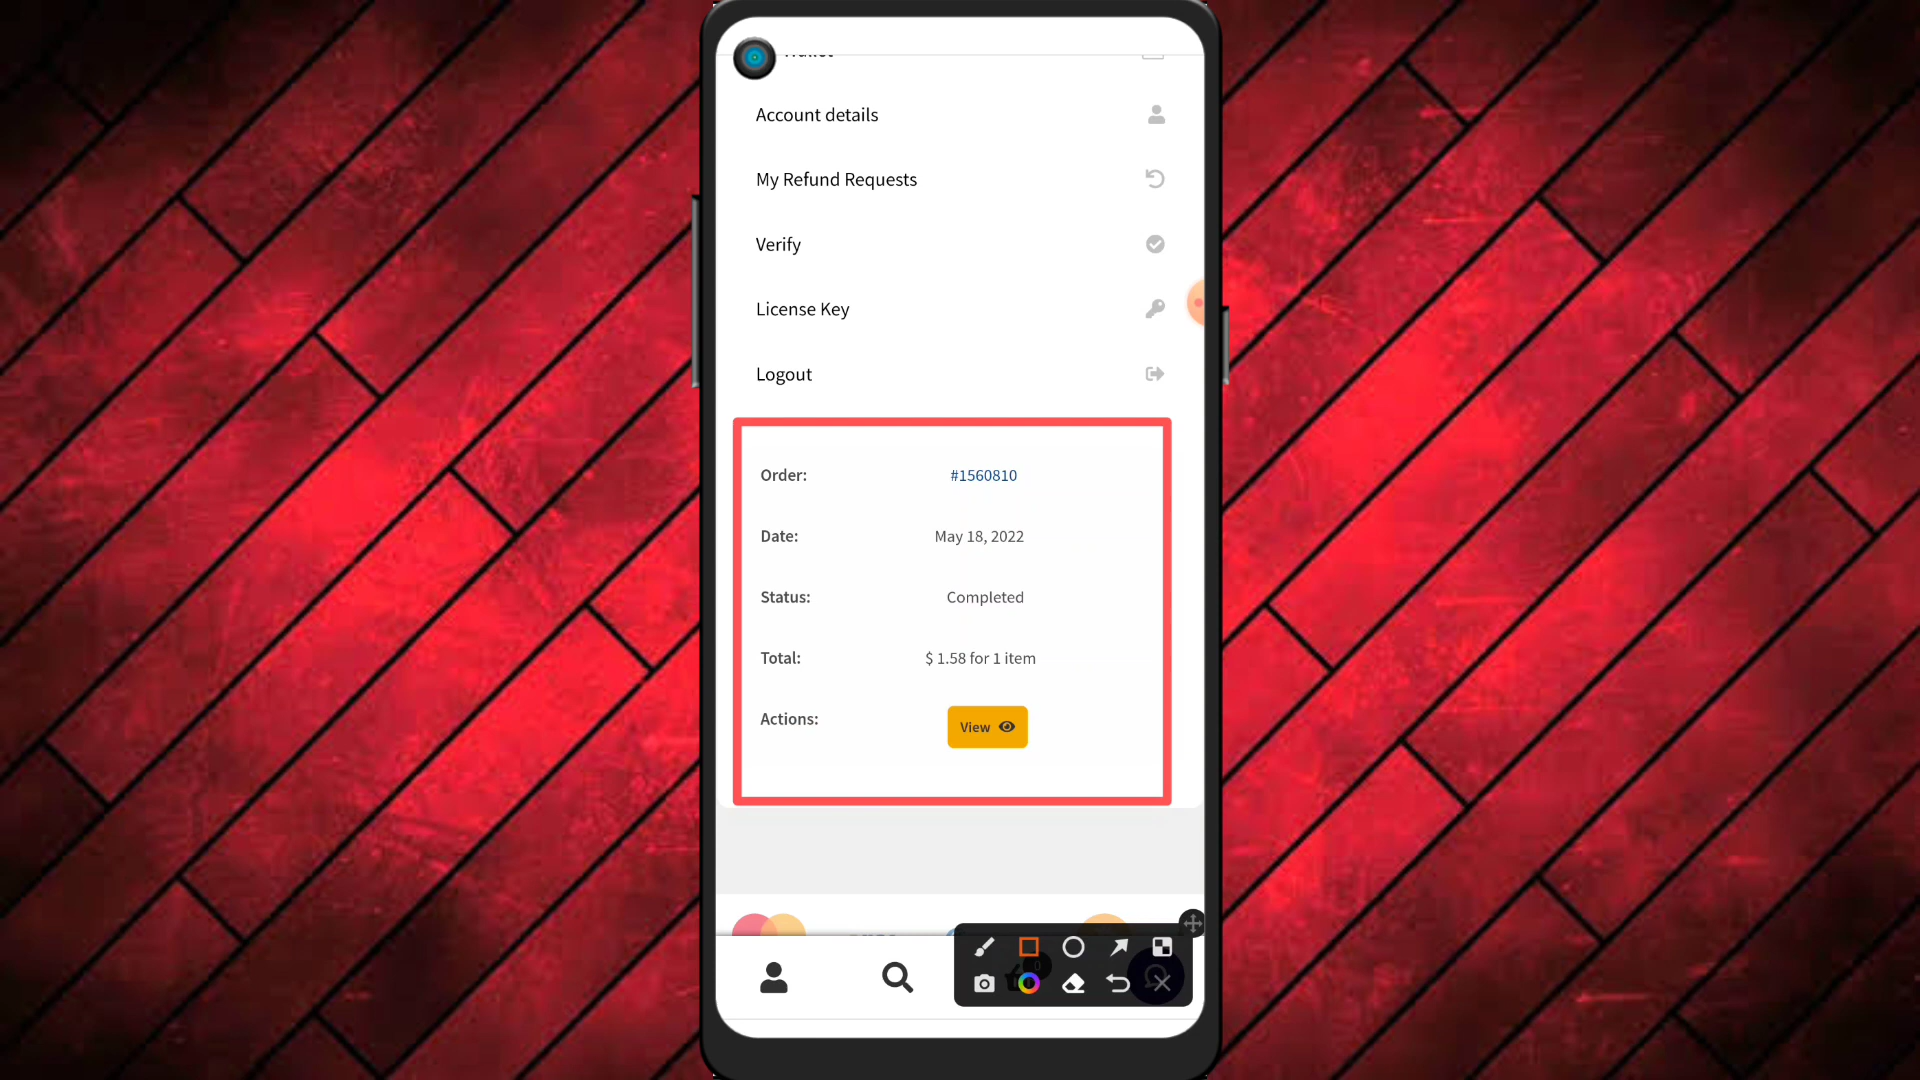 Account details
My Refund Requests
Verify
License Key
Logout
Order: #1560810
Date: May 18, 2022
Status: Completed
Total: $ 1.58 for 1 item
Actions: View